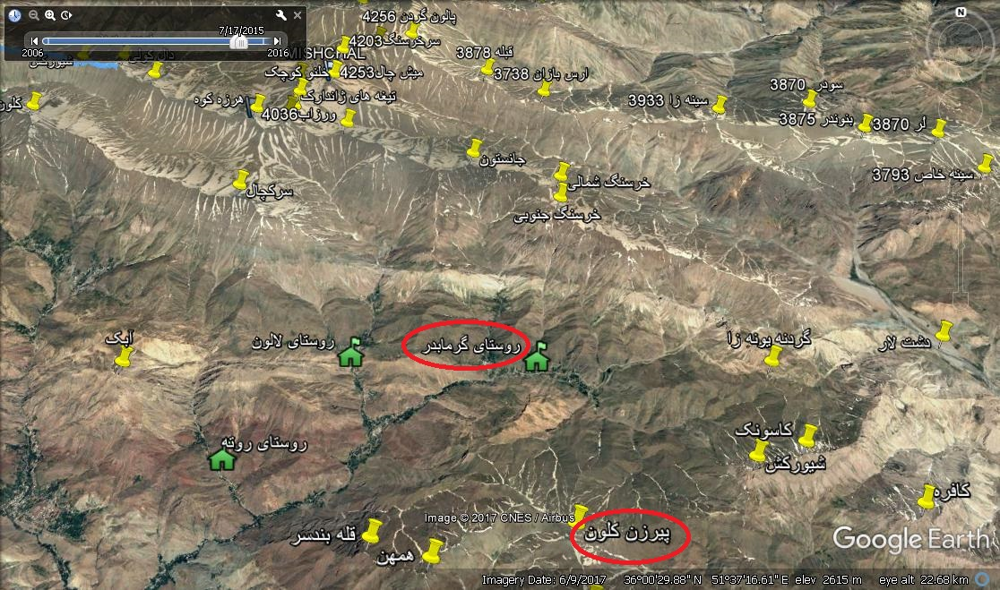 پالون گردن 4256
7/17/2015
2006
2016
سرخرسنگ 4203
MISHCHAL
قبله 3878
دال کولی
شیورکش
خلنو کوچک
میش چال 4253
ارس بازان 3738
سودر 3870
کلون
هرزه کوه
تیغه های ژاندارک
ورزاب 4036
سینه زا 3933
بنوندر 3875
لر 3870
جانستون
سرکچال
خرسنگ شمالی
سینه خاص 3793
خرسنگ جنوبی
آبک
روستای لالون
روستای گرمابدر
گردنه یونه زا
دشت لار
روستای روته
کاسونک
شیورکش
کافره
Image © 2017 CNES / Airbus
قله بندسر
همهن
پیرزن کلون
Google Earth
Imagery Date: 6/9/2017 36°00'29.88" N 51°37'16.61" E elev 2615 m eye alt 22.68 km
N